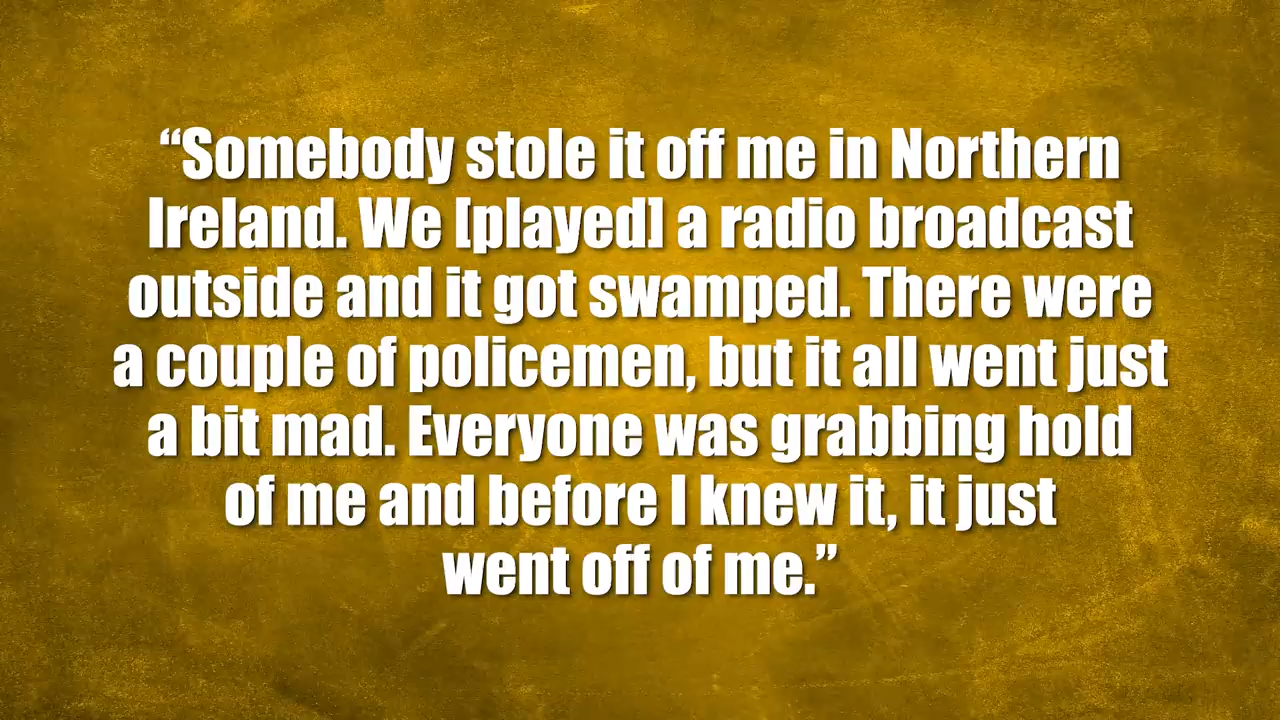 “Somebody stole it off me in Northern
Ireland. We [played] a radio broadcast
outside and it got swamped. There were
a couple of policemen, but it all went just
a bit mad. Everyone was grabbing hold
of me and before I knew it, it just
went off of me.”